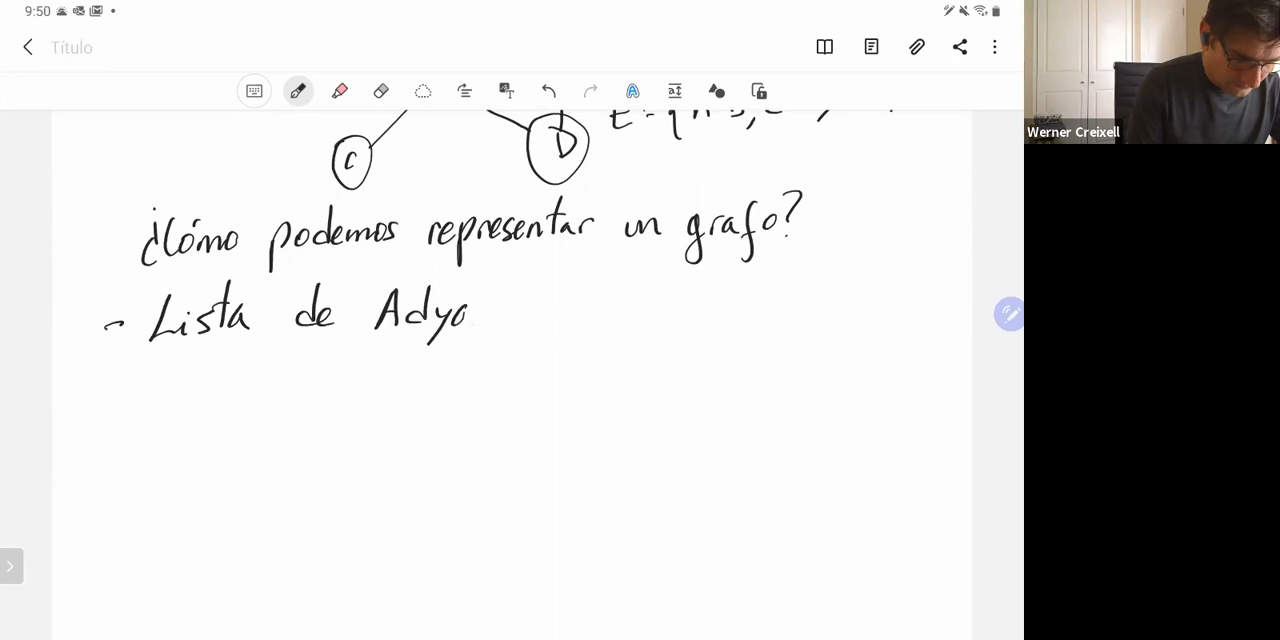 9:50
Título
Werner Creixell
C
D
¿Cómo podemos representar un grafo?
- Lista de Adya